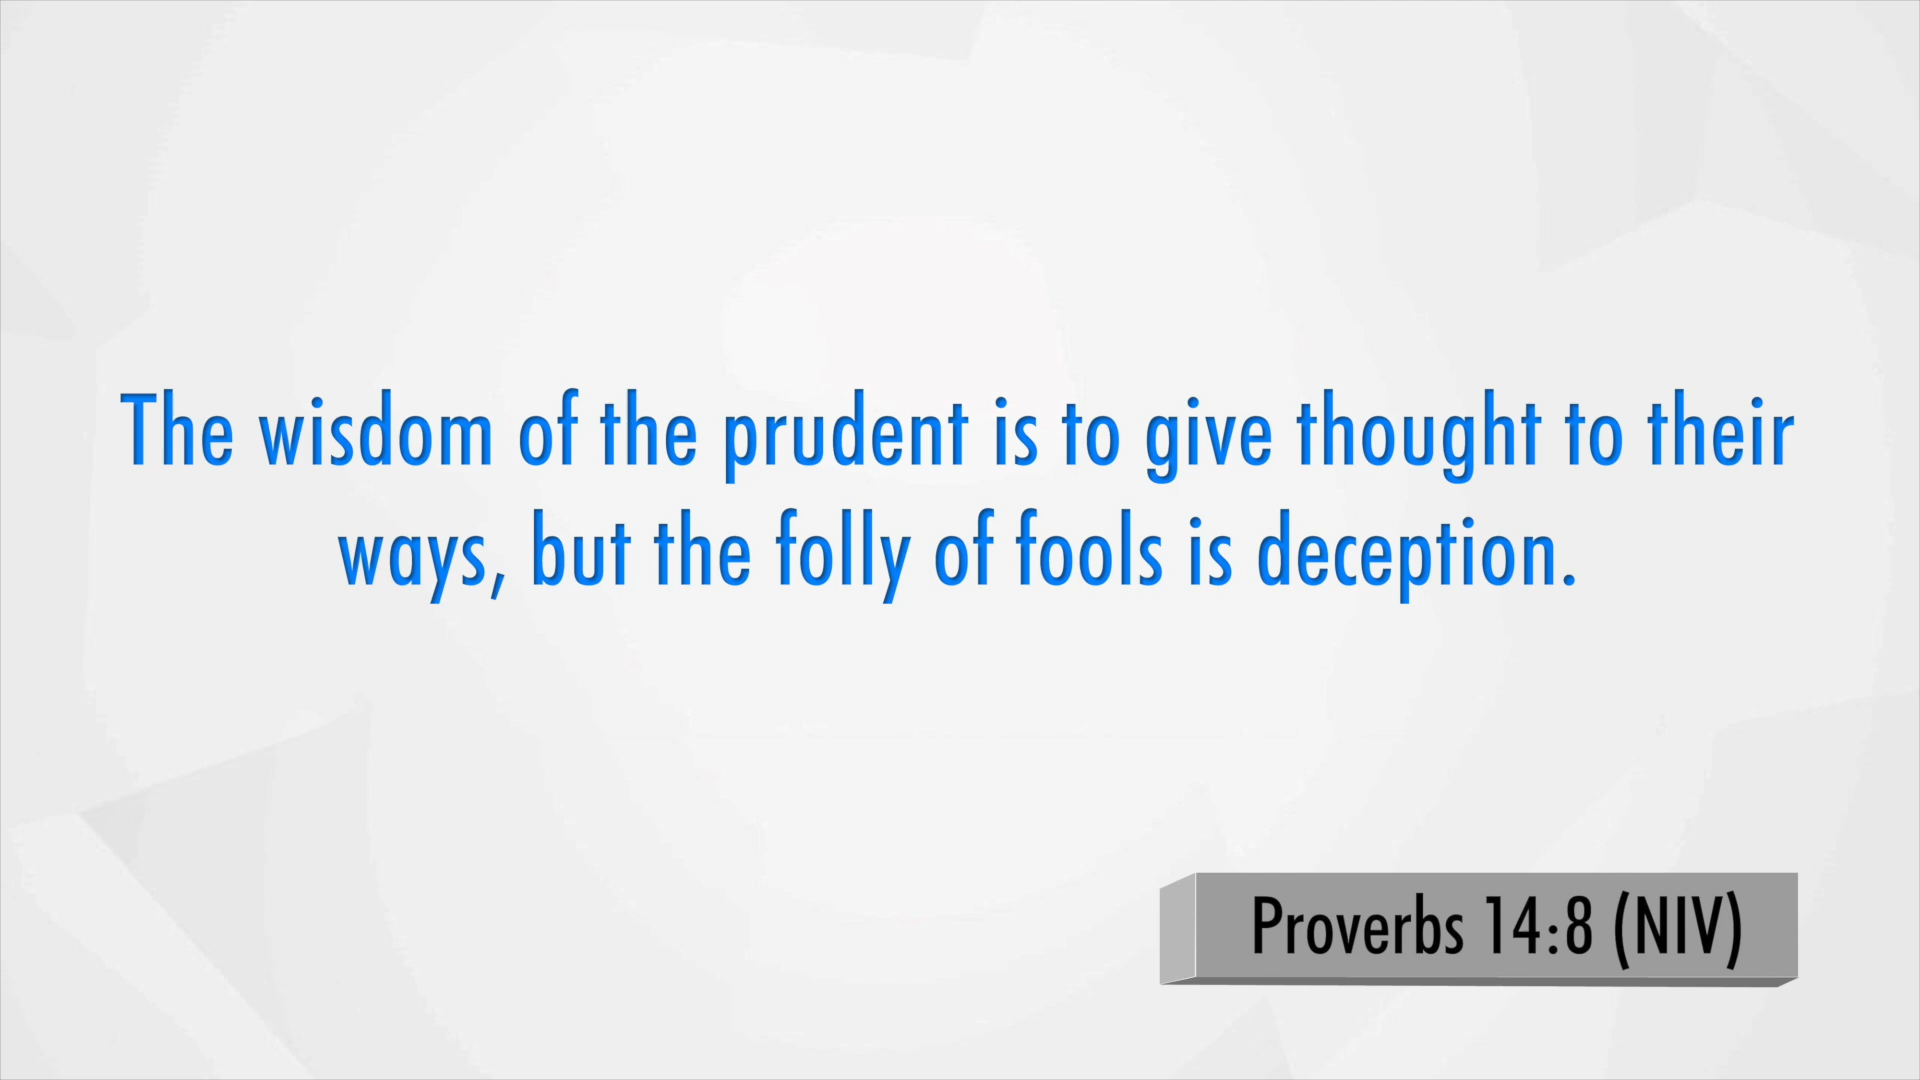 The wisdom of the prudent is to give thought to their
ways, but the folly of fools is deception.
Proverbs 14:8 (NIV)